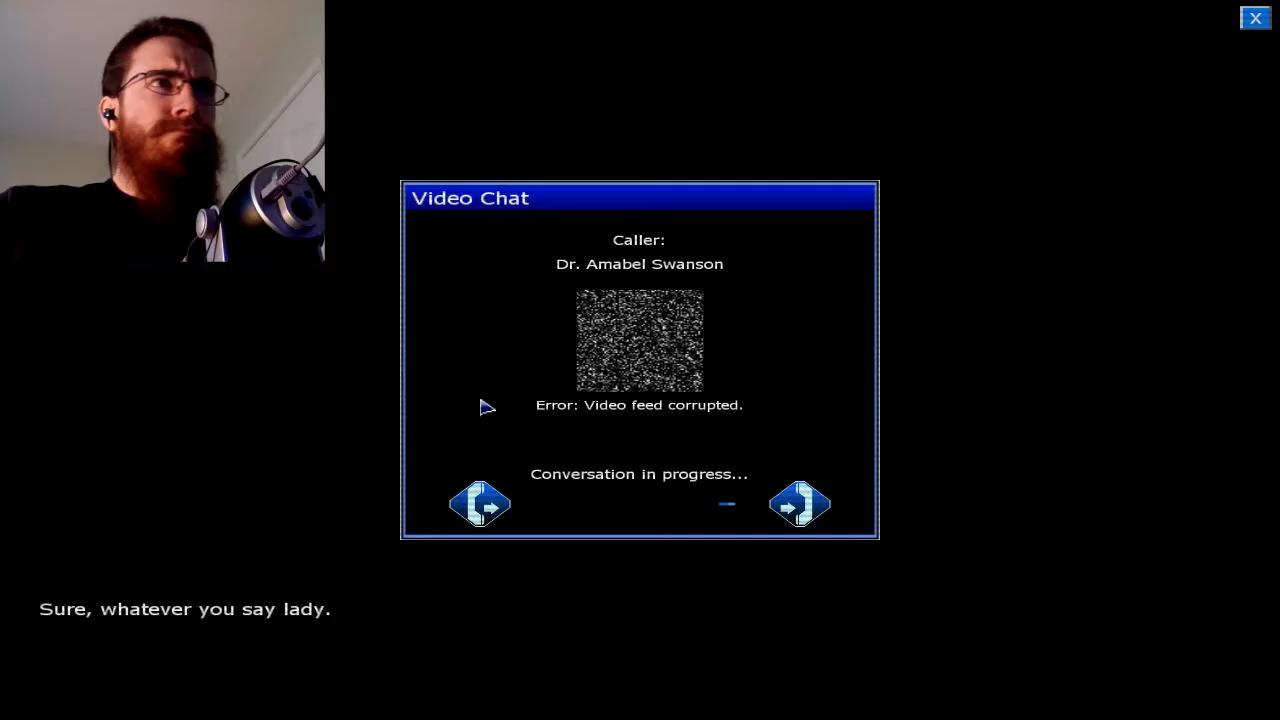 X
Video Chat
Caller:
Dr. Amabel Swanson
Error: Video feed corrupted.
Conversation in progress...
Sure, whatever you say lady.